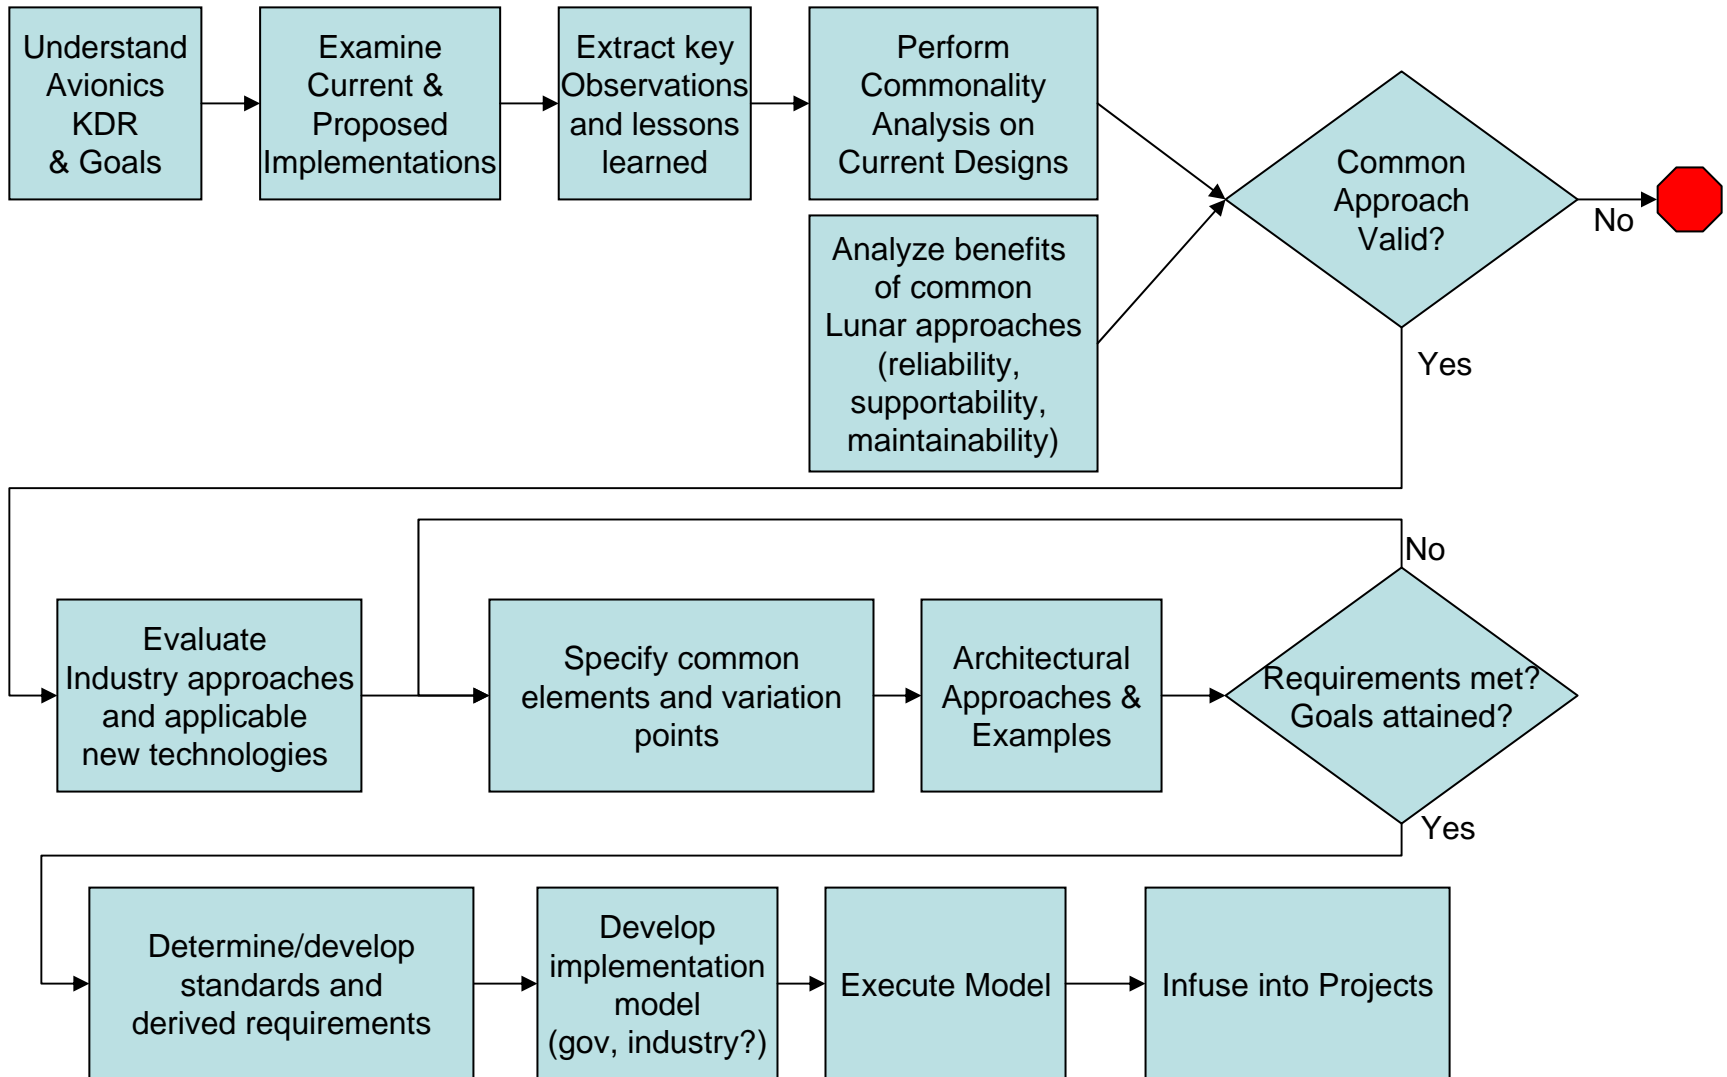 Understand
Avionics
KDR
& Goals
Examine
Current &
Proposed
Implementations
Extract key
Observations
and lessons
learned
Perform
Commonality
Analysis on
Current Designs
Analyze benefits
of common
Lunar approaches
(reliability,
supportability,
maintainability)
Common
Approach
Valid?
No
Yes
Evaluate
Industry approaches
and applicable
new technologies
Specify common
elements and variation
points
Architectural
Approaches &
Examples
Requirements met?
Goals attained?
No
Yes
Determine/develop
standards and
derived requirements
Develop
implementation
model
(gov, industry?)
Execute Model
Infuse into Projects